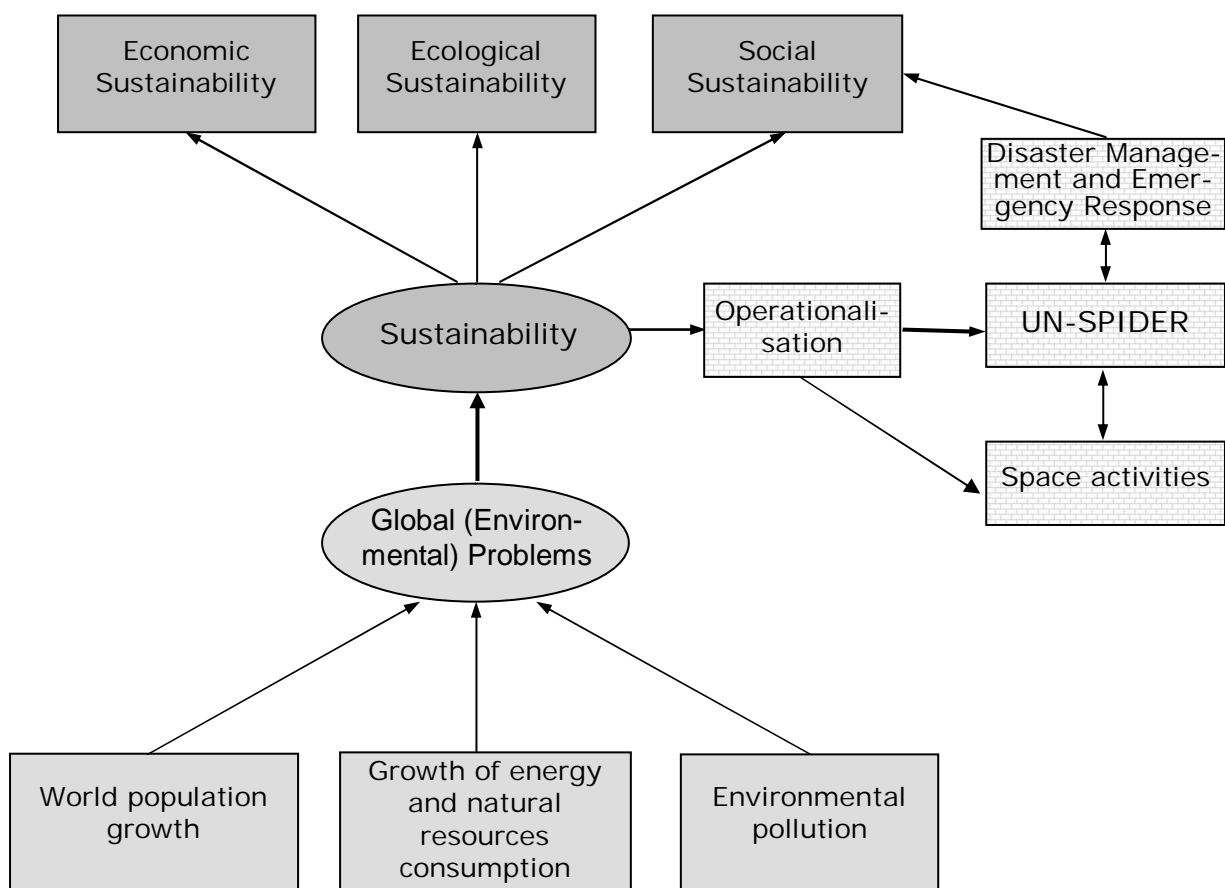 Economic
Sustainability
Ecological
Sustainability
Social
Sustainability
Disaster Manage-
ment and Emer-
gency Response
Sustainability
Operationali-
sation
UN-SPIDER
Space activities
Global (Environ-
mental) Problems
World population
growth
Growth of energy
and natural
resources
consumption
Environmental
pollution